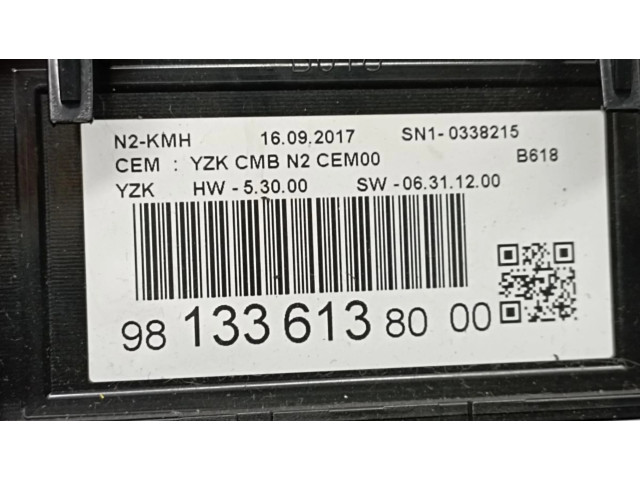 N2-KMH 16.09.2017 SN1- 0338215
CEM : YZK CMB N2 CEM00 B618
YZK HW - 5.30.00 SW - 06.31.12.00
98 133 613 80 00